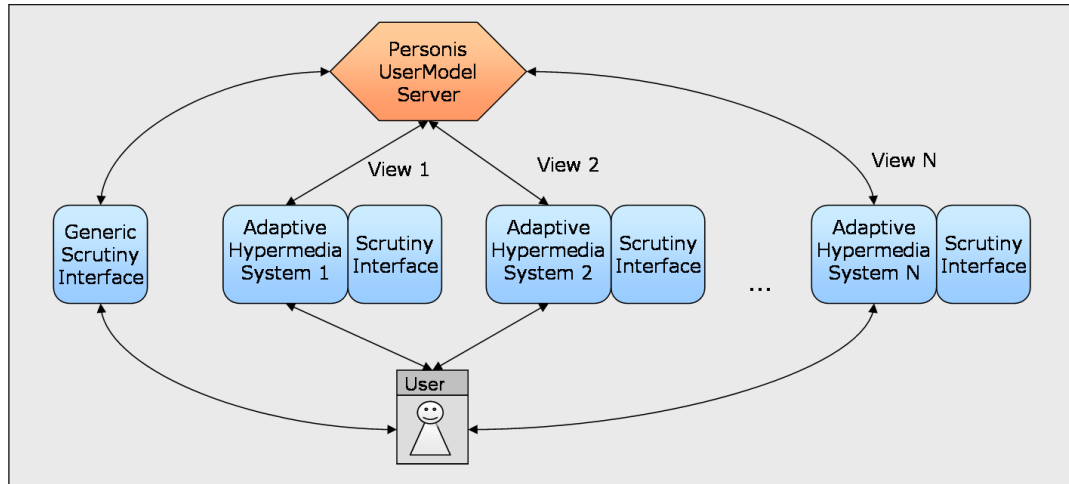 Personis
UserModel
Server
View 1
View 2
View N
Generic
Scrutiny
Interface
Adaptive
Hypermedia
System 1
Scrutiny
Interface
Adaptive
Hypermedia
System 2
Scrutiny
Interface
...
Adaptive
Hypermedia
System N
Scrutiny
Interface
User